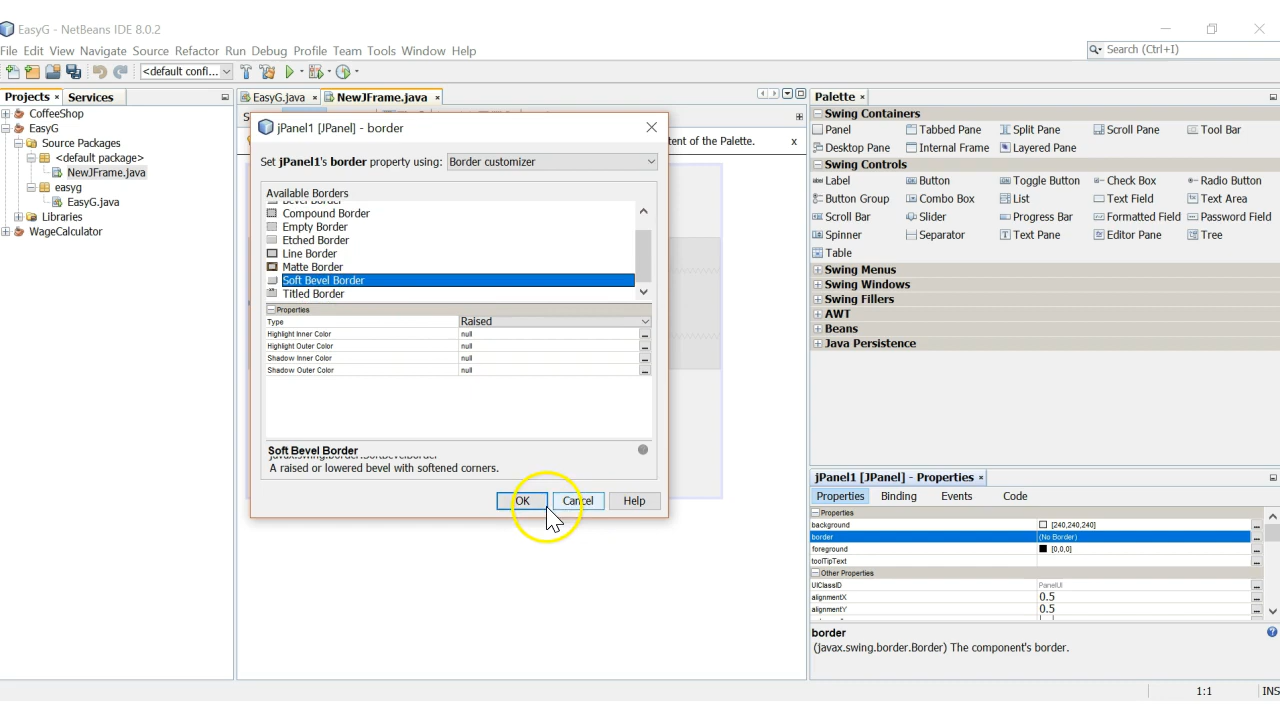 EasyG - NetBeans IDE 8.0.2
File Edit View Navigate Source Refactor Run Debug Profile Team Tools Window Help
Search (Ctrl+I)
<default confi...
Projects × Services
EasyG.java × NewJFrame.java ×
Palette ×
CoffeeShop
EasyG
Source Packages
<default package>
NewJFrame.java
easyg
EasyG.java
Libraries
WageCalculator
tent of the Palette. x
jPanel1 [JPanel] - border
Set jPanel1's border property using: Border customizer
Available Borders
Bevel Border
Compound Border
Empty Border
Etched Border
Line Border
Matte Border
Soft Bevel Border
Titled Border
Properties
Type Raised
Highlight Inner Color null
Highlight Outer Color null
Shadow Inner Color null
Shadow Outer Color null
Soft Bevel Border
javax.swing.border.SoftBevelBorder
A raised or lowered bevel with softened corners.
OK Cancel Help
Swing Containers
Panel Tabbed Pane Split Pane Scroll Pane Tool Bar
Desktop Pane Internal Frame Layered Pane
Swing Controls
label Label OK Button ON Toggle Button Check Box Radio Button
Button Group Combo Box List Text Field Text Area
Scroll Bar Slider Progress Bar Formatted Field Password Field
Spinner Separator Text Pane Editor Pane Tree
Table
Swing Menus
Swing Windows
Swing Fillers
AWT
Beans
Java Persistence
jPanel1 [JPanel] - Properties ×
Properties Binding Events Code
Properties
background [240,240,240] ...
border (No Border) ...
foreground [0,0,0] ...
toolTipText ...
Other Properties
UIClassID PanelUI ...
alignmentX 0.5 ...
alignmentY 0.5 ...
border
(javax.swing.border.Border) The component's border.
1:1 INS